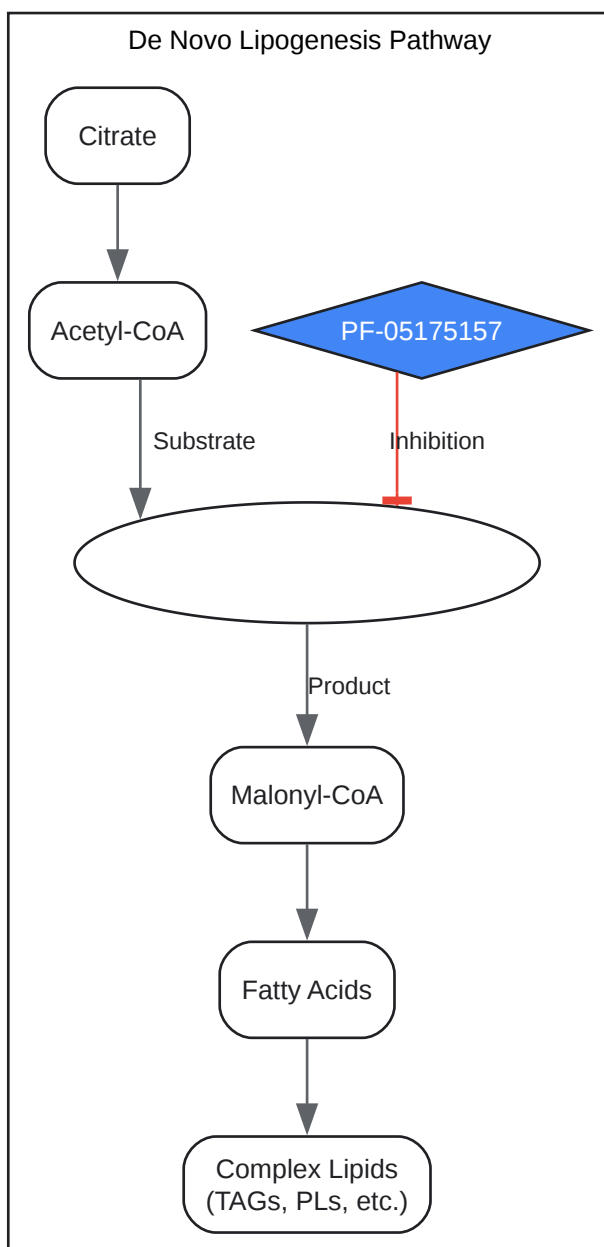 De Novo Lipogenesis Pathway
Citrate
Acetyl-CoA
PF-05175157
Substrate
Inhibition
Product
Malonyl-CoA
Fatty Acids
Complex Lipids
(TAGs, PLs, etc.)